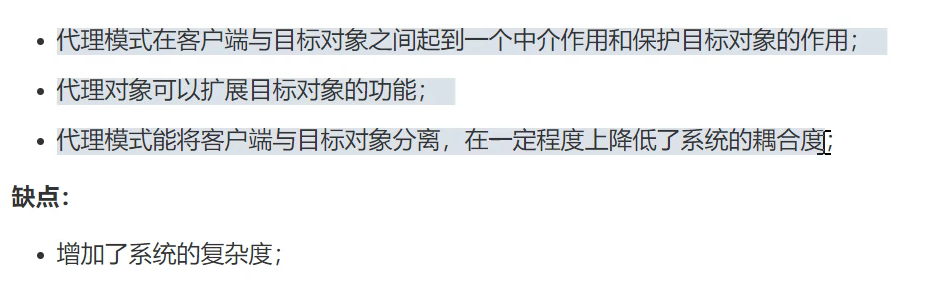 代理模式在客户端与目标对象之间起到一个中介作用和保护目标对象的作用；
代理对象可以扩展目标对象的功能；
代理模式能将客户端与目标对象分离，在一定程度上降低了系统的耦合度；
缺点：
增加了系统的复杂度；